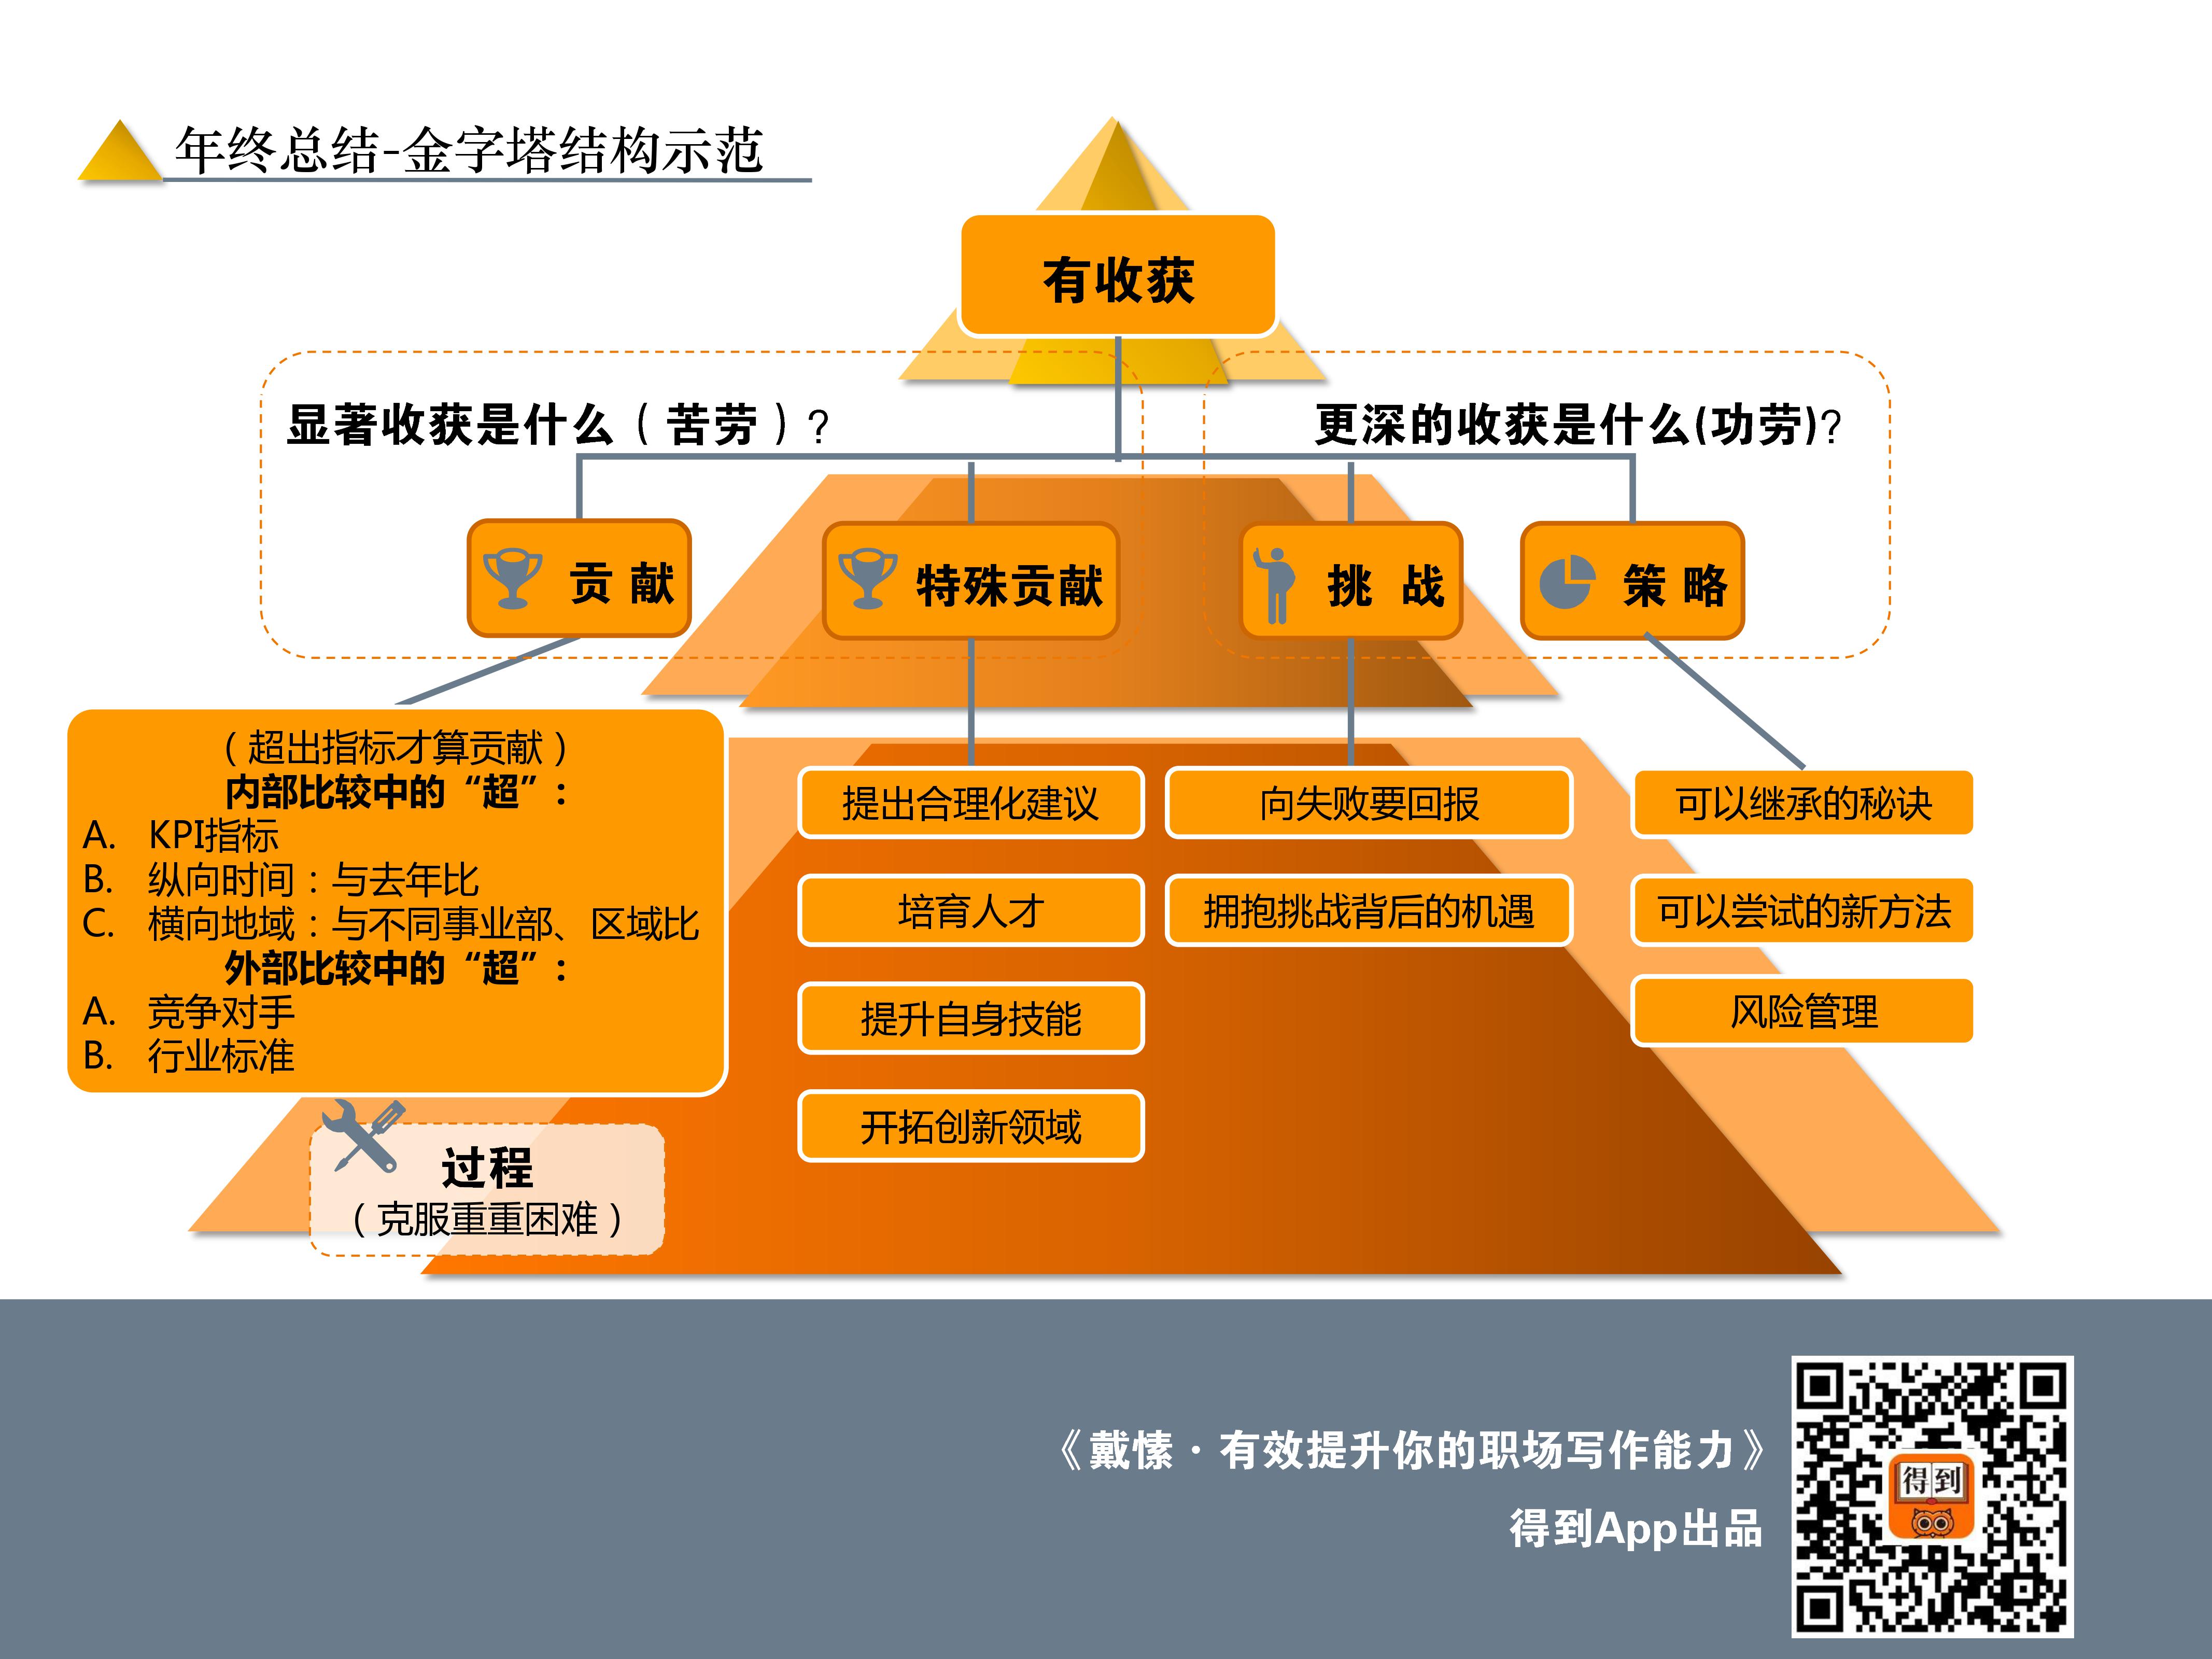 年终总结-金字塔结构示范
有收获
显著收获是什么（苦劳）?
更深的收获是什么(功劳)?
贡 献
特殊贡献
挑 战
策 略
（超出指标才算贡献）
内部比较中的“超”:
A. KPI指标
B. 纵向时间:与去年比
C. 横向地域:与不同事业部、区域比
外部比较中的“超”:
A. 竞争对手
B. 行业标准
提出合理化建议
培育人才
提升自身技能
开拓创新领域
向失败要回报
拥抱挑战背后的机遇
可以继承的秘诀
可以尝试的新方法
风险管理
过程
（克服重重困难）
《戴愫·有效提升你的职场写作能力》
得到App出品
得到